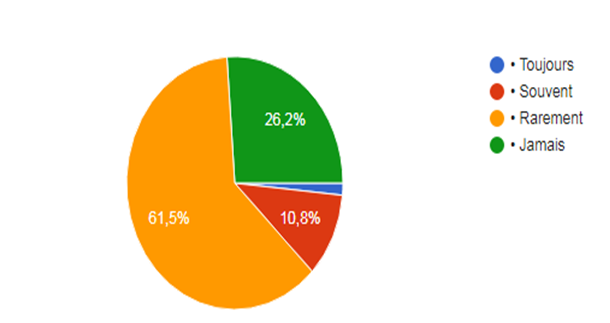 • Toujours
• Souvent
• Rarement
• Jamais
26,2%
61,5%
10,8%